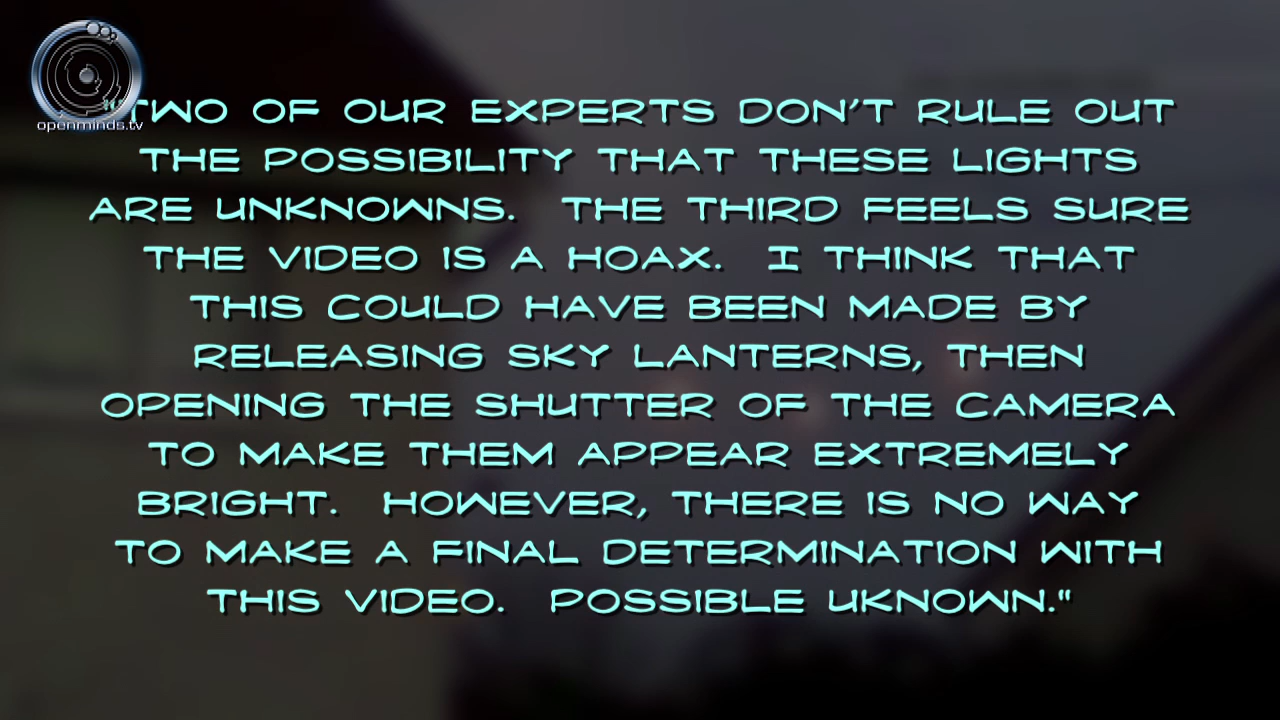 openminds.tv
"TWO OF OUR EXPERTS DON'T RULE OUT
THE POSSIBILITY THAT THESE LIGHTS
ARE UNKNOWNS. THE THIRD FEELS SURE
THE VIDEO IS A HOAX. I THINK THAT
THIS COULD HAVE BEEN MADE BY
RELEASING SKY LANTERNS, THEN
OPENING THE SHUTTER OF THE CAMERA
TO MAKE THEM APPEAR EXTREMELY
BRIGHT. HOWEVER, THERE IS NO WAY
TO MAKE A FINAL DETERMINATION WITH
THIS VIDEO. POSSIBLE UKNOWN."